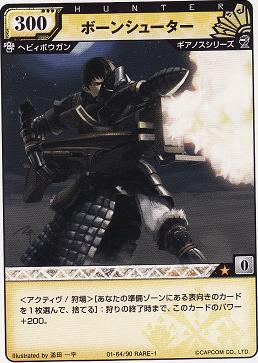 HUNTER
300
ボーンシューター
ヘビィボウガン
ギアノスシリーズ
0
<アクティヴ / 狩場>[あなたの準備ゾーンにある表向きのカード
を1枚選んで、捨てる]:狩りの終了時まで、このカードのパワー
+200。
Illustrated by 添田 一平
01-64/90 RARE-1
©CAPCOM CO., LTD.